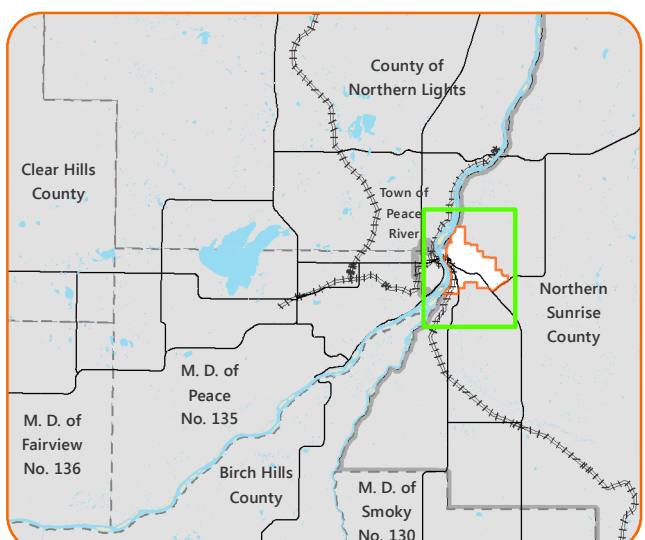 County of
Northern Lights
Clear Hills
County
Town of
Peace
River
Northern
Sunrise
County
M. D. of
Peace
No. 135
M. D. of
Fairview
No. 136
Birch Hills
County
M. D. of
Smoky
No. 130